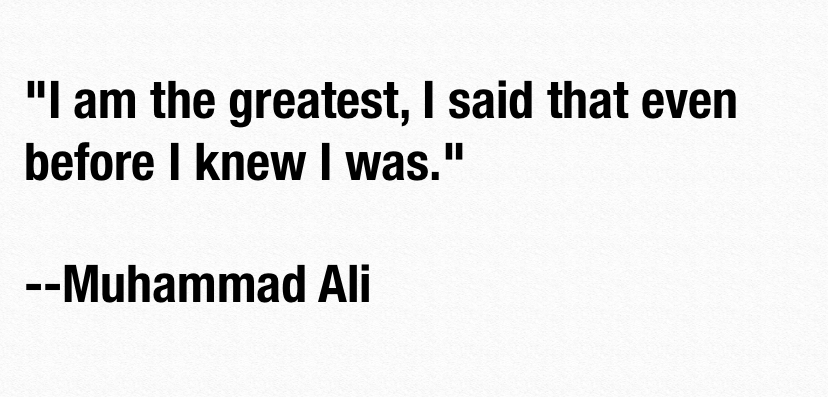 "I am the greatest, I said that even
before I knew I was."
--Muhammad Ali